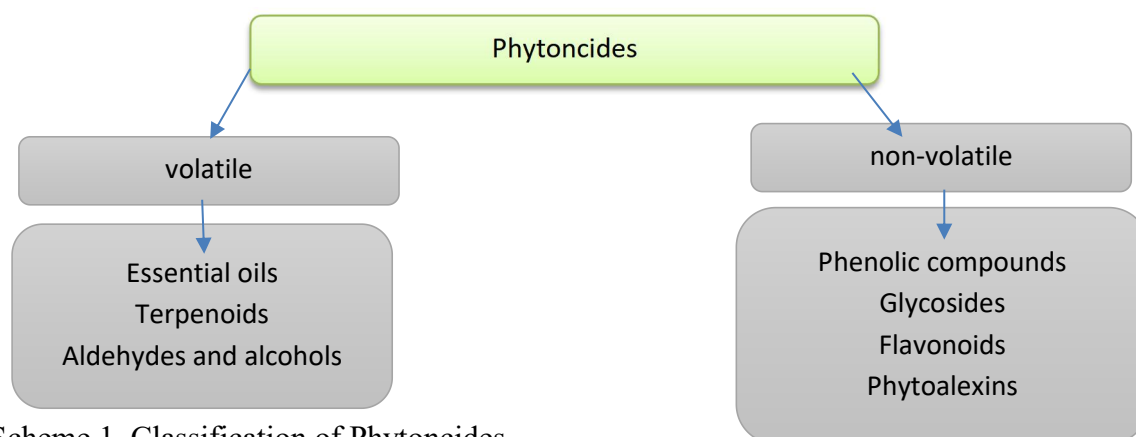 Phytoncides
volatile
non-volatile
Essential oils
Terpenoids
Aldehydes and alcohols
Phenolic compounds
Glycosides
Flavonoids
Phytoalexins
Scheme 1. Classification of Phytoncides